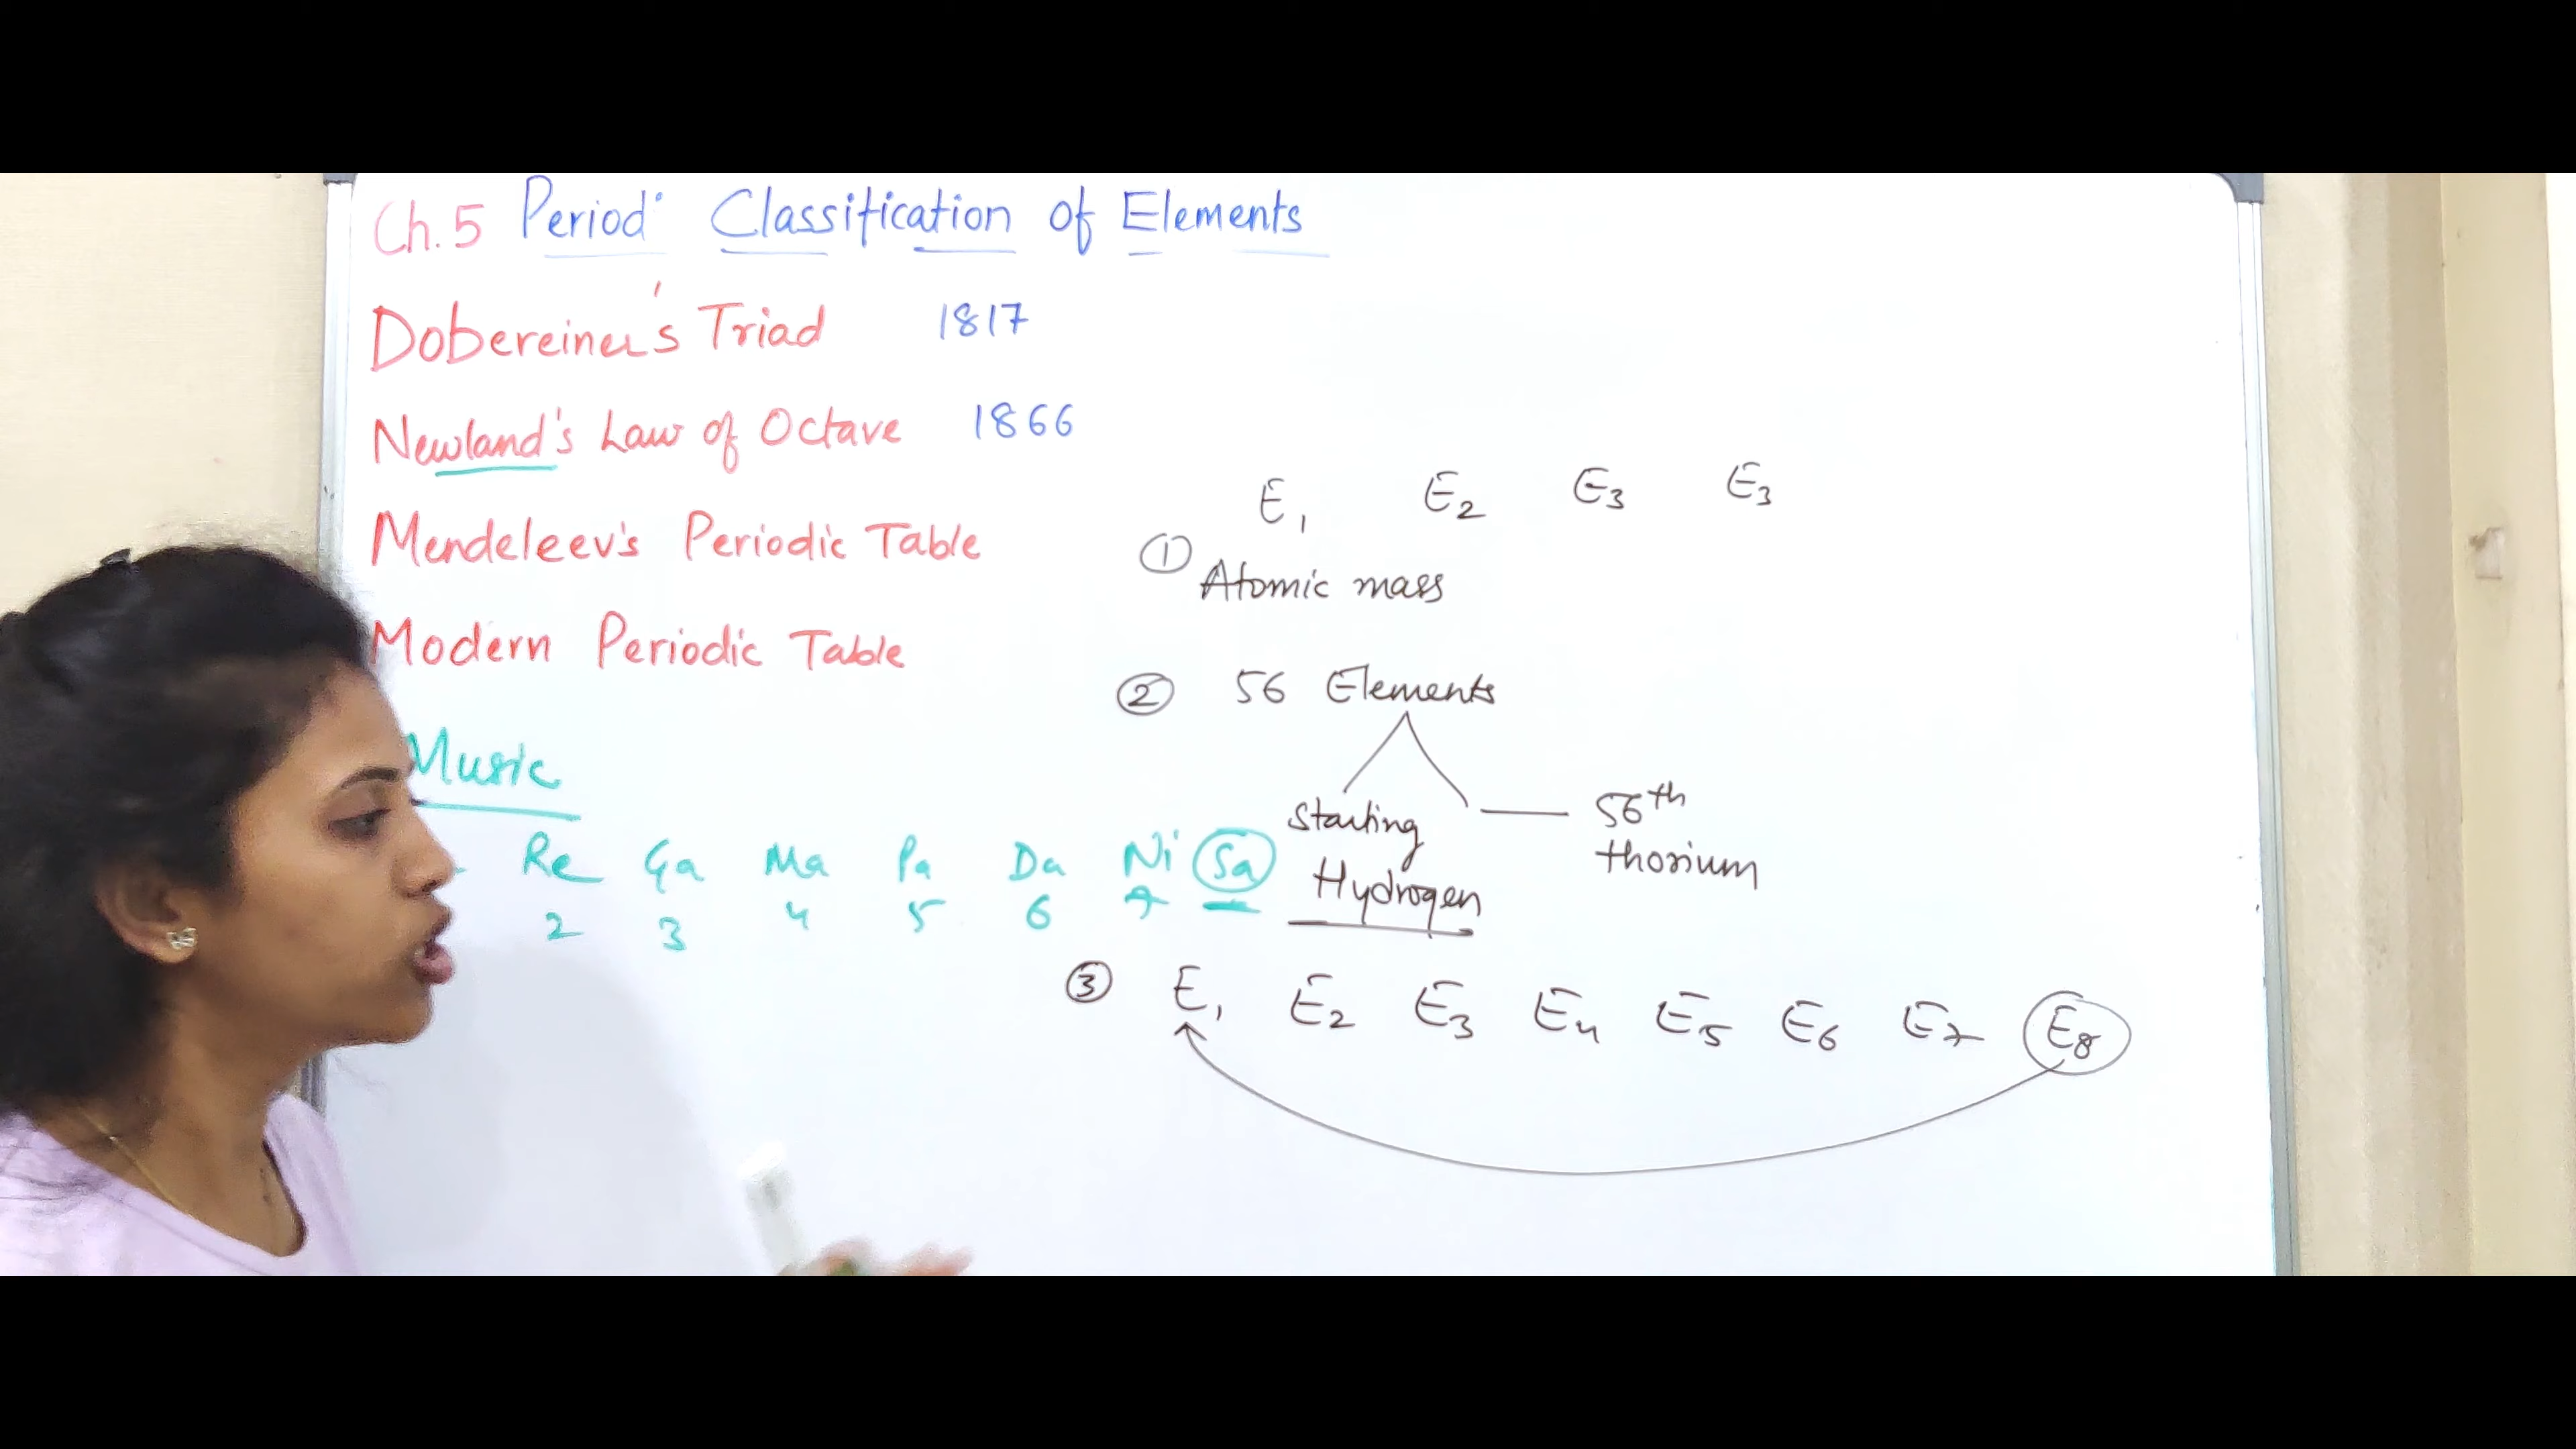 Ch.5 Period Classification of Elements
Dobereiner's Triad 1817
Newland's Law of Octave 1866
E1 E2 E3 E3
Mendeleev's Periodic Table
① Atomic mass
Modern Periodic Table
② 56 Elements
Music
Starting Hydrogen
56th thorium
Re Ga Ma Pa Da Ni Sa
2 3 4 5 6 7
③ E1 E2 E3 E4 E5 E6 E7 E8